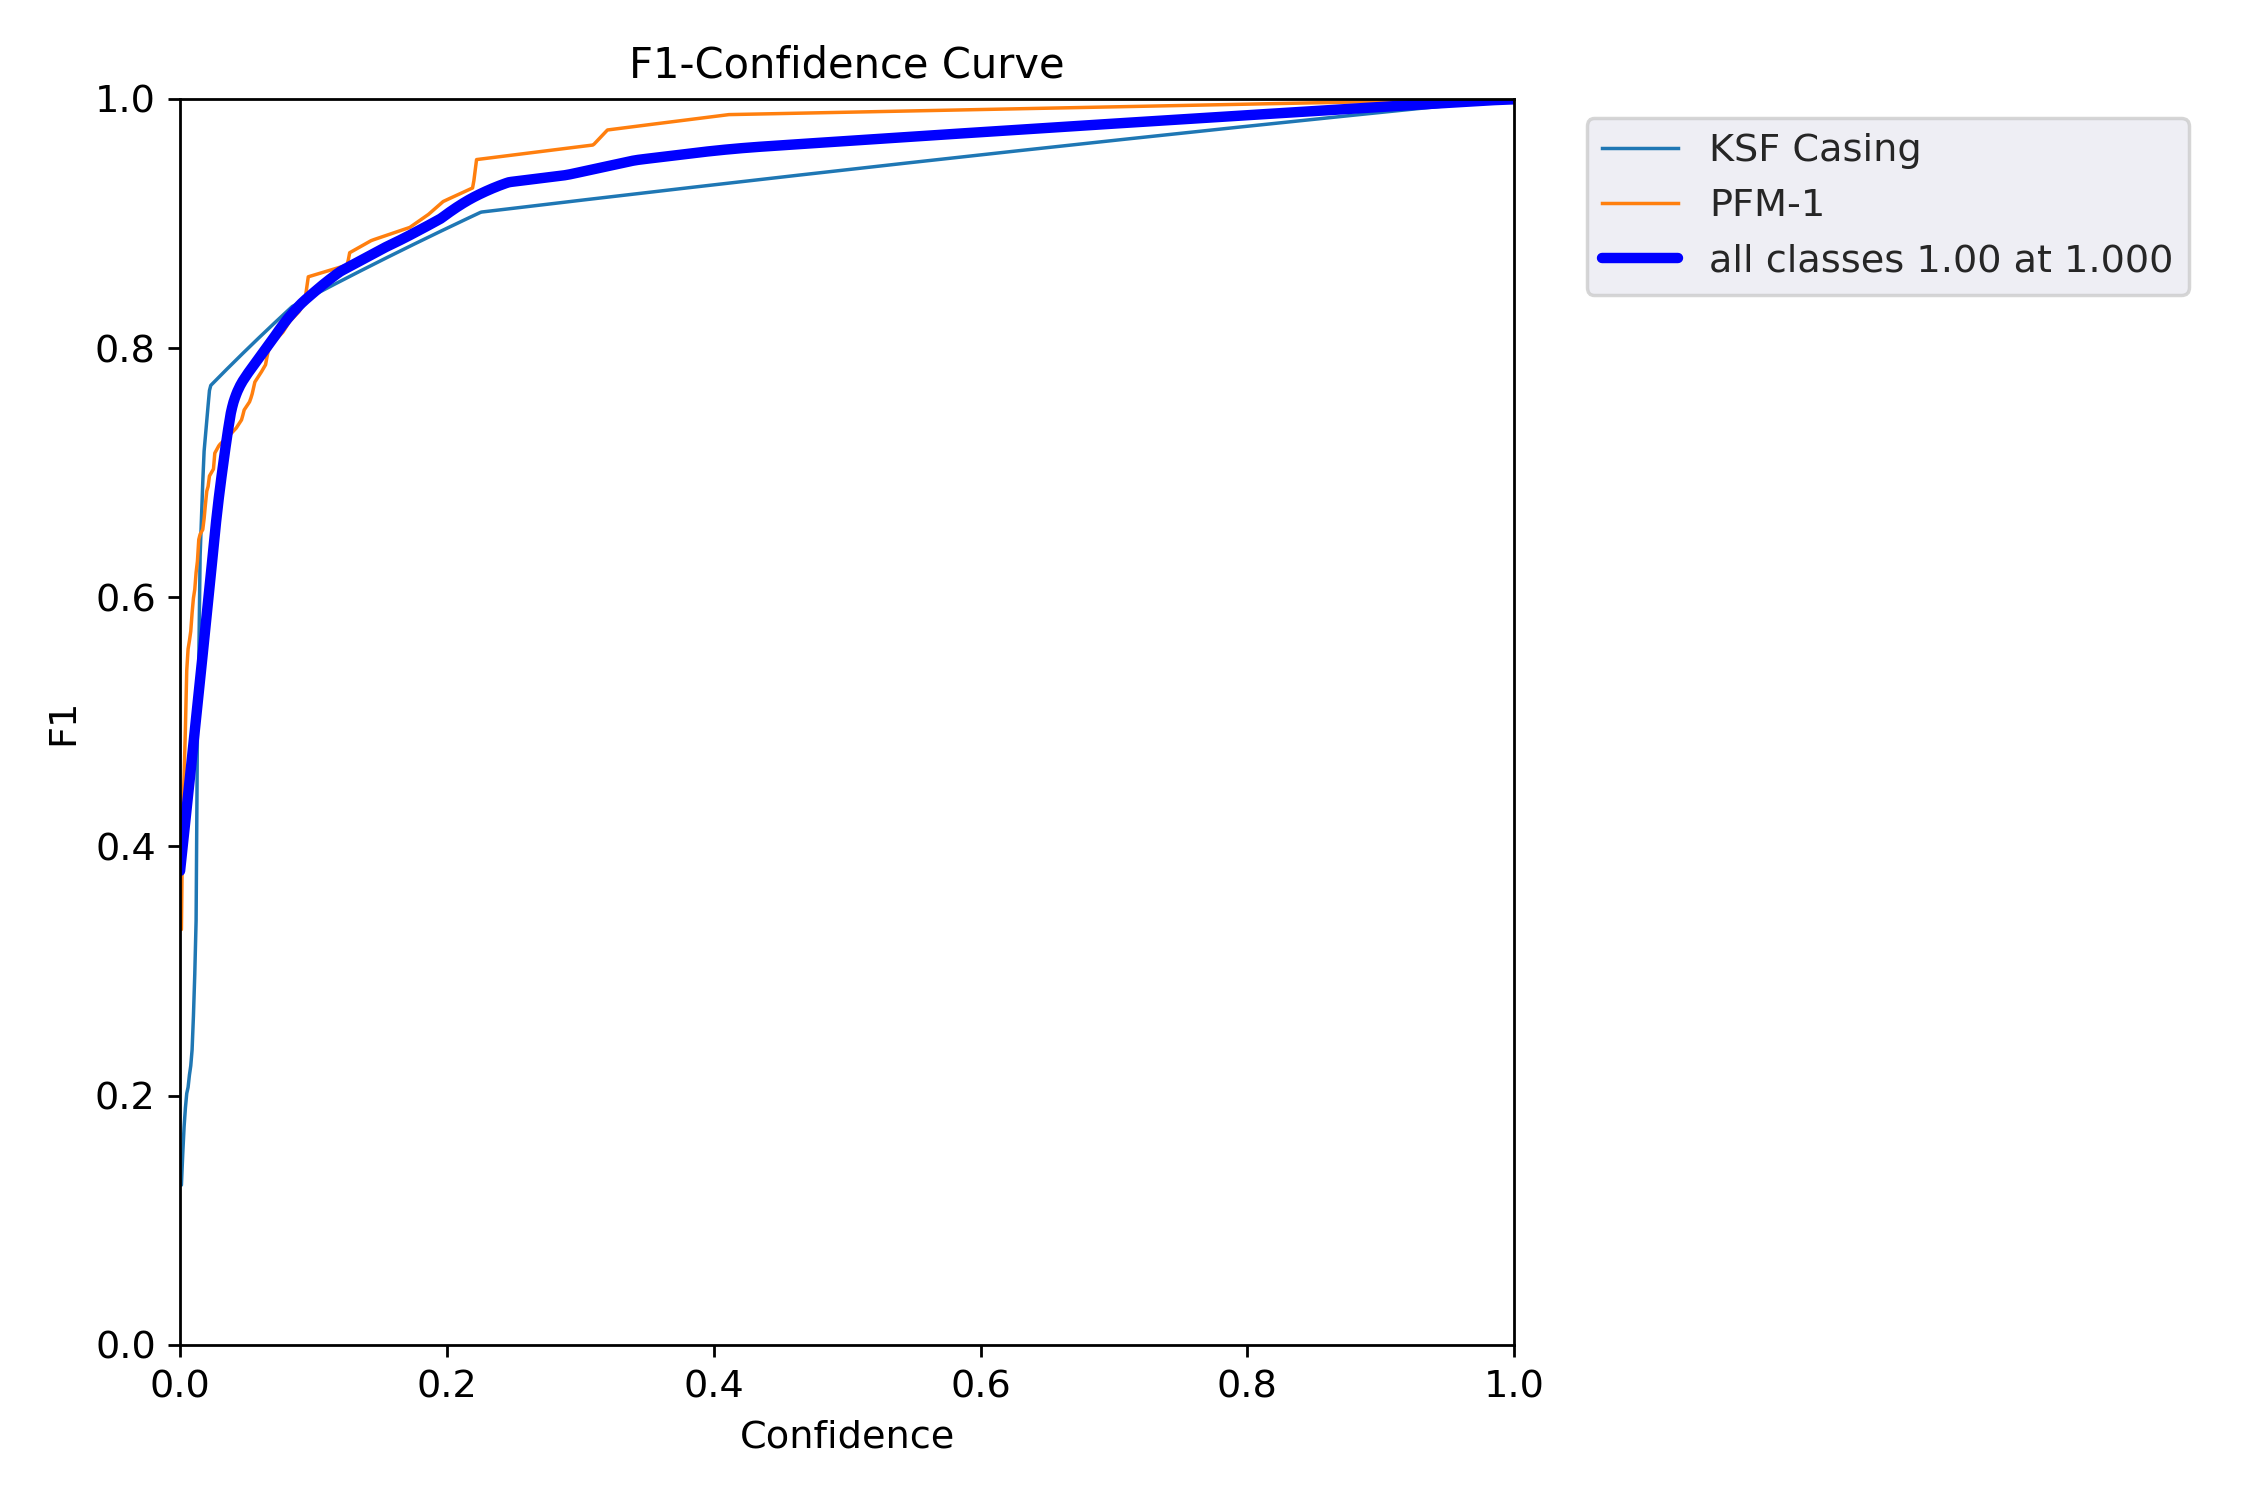 F1-Confidence Curve
1.0
0.8
0.6
0.4
0.2
0.0
F1
0.0 0.2 0.4 0.6 0.8 1.0
Confidence
KSF Casing
PFM-1
all classes 1.00 at 1.000